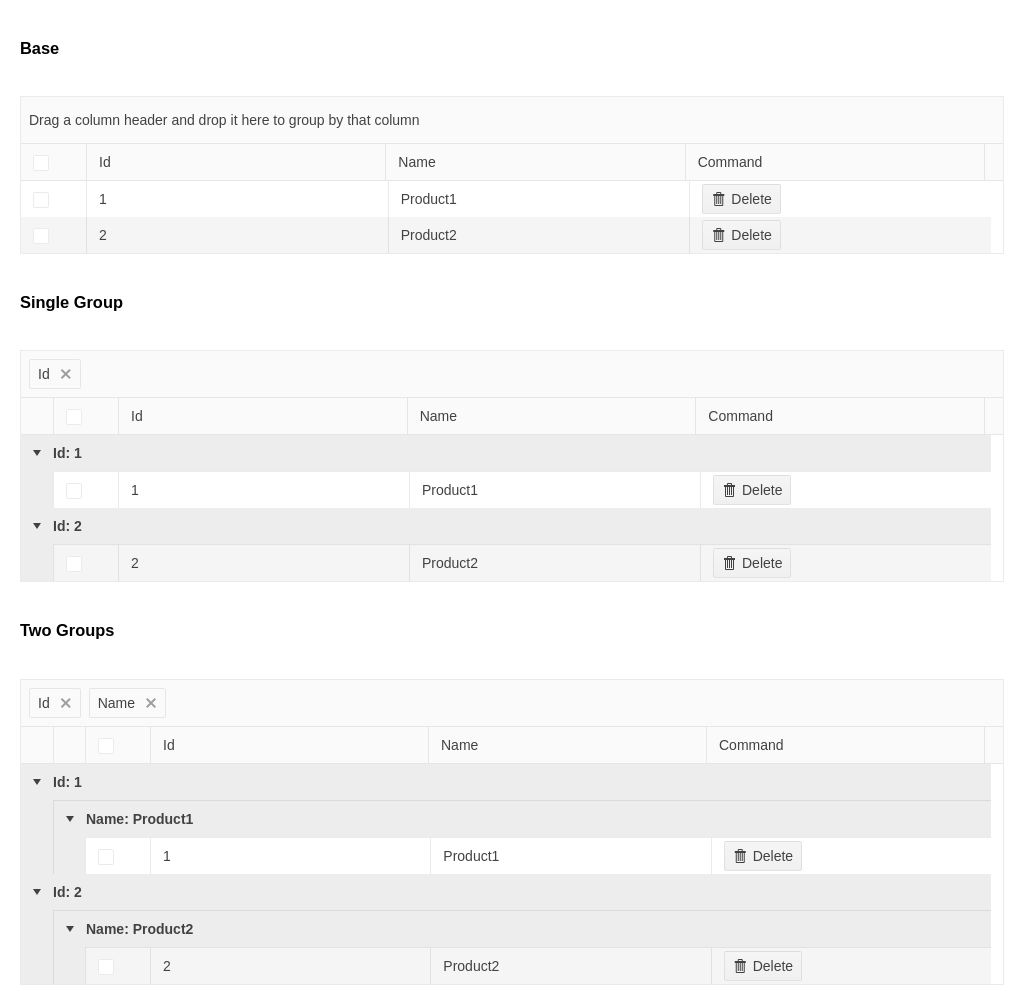 Base
Drag a column header and drop it here to group by that column
Id Name Command
1 Product1 Delete
2 Product2 Delete
Single Group
Id
Id Name Command
Id: 1
1 Product1 Delete
Id: 2
2 Product2 Delete
Two Groups
Id Name
Id Name Command
Id: 1
Name: Product1
1 Product1 Delete
Id: 2
Name: Product2
2 Product2 Delete